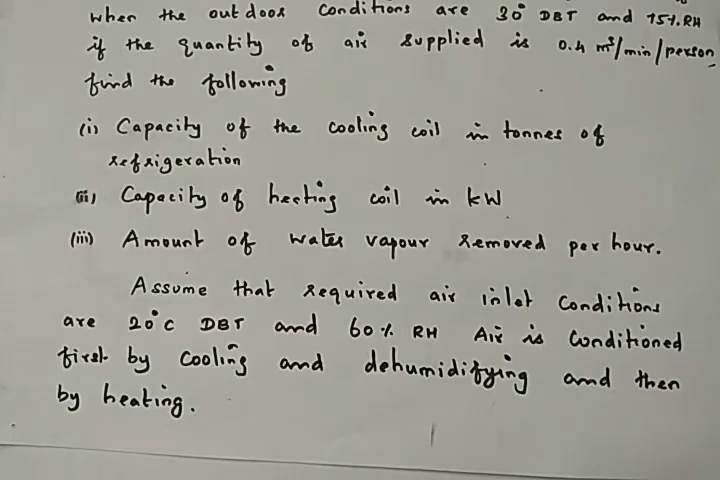 when the outdoor conditions are 30° DBT and 75% RH
if the quantity of air supplied is 0.4 m³/min/person
find the following
(i) Capacity of the cooling coil in tonnes of
refrigeration
(ii) Capacity of heating coil in kW
(iii) Amount of water vapour removed per hour.
Assume that required air inlet conditions
are 20°C DBT and 60% RH Air is conditioned
first by cooling and dehumidifying and then
by heating.